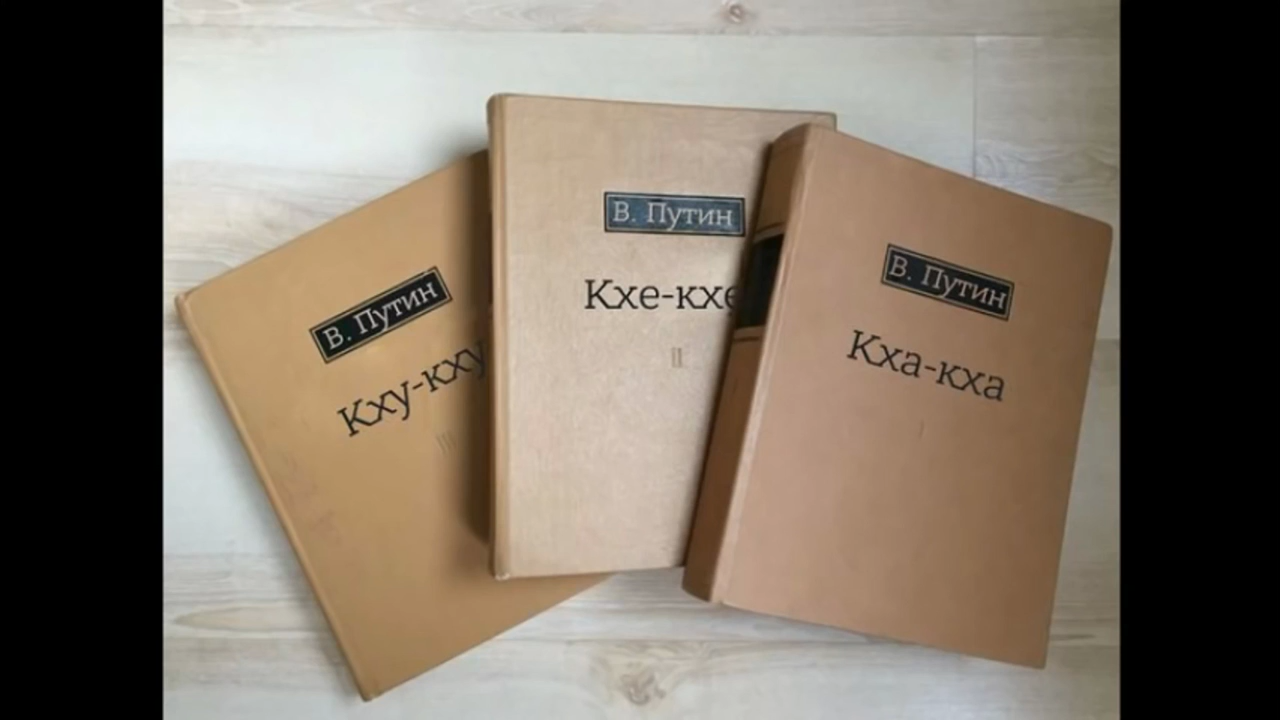 В. Путин
Кху-кху
III
В. Путин
Кхе-кхе
II
В. Путин
Кха-кха
I